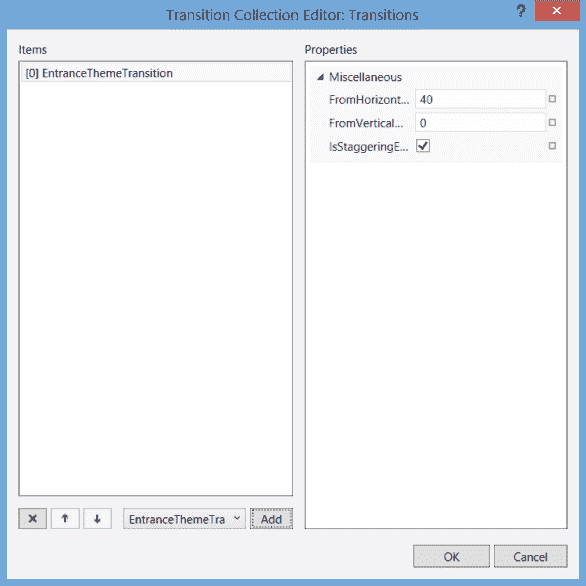 Transition Collection Editor: Transitions
?
Items
[0] EntranceThemeTransition
EntranceThemeTra
Add
Properties
Miscellaneous
FromHorizont... 40
FromVertical... 0
IsStaggeringE...
OK
Cancel